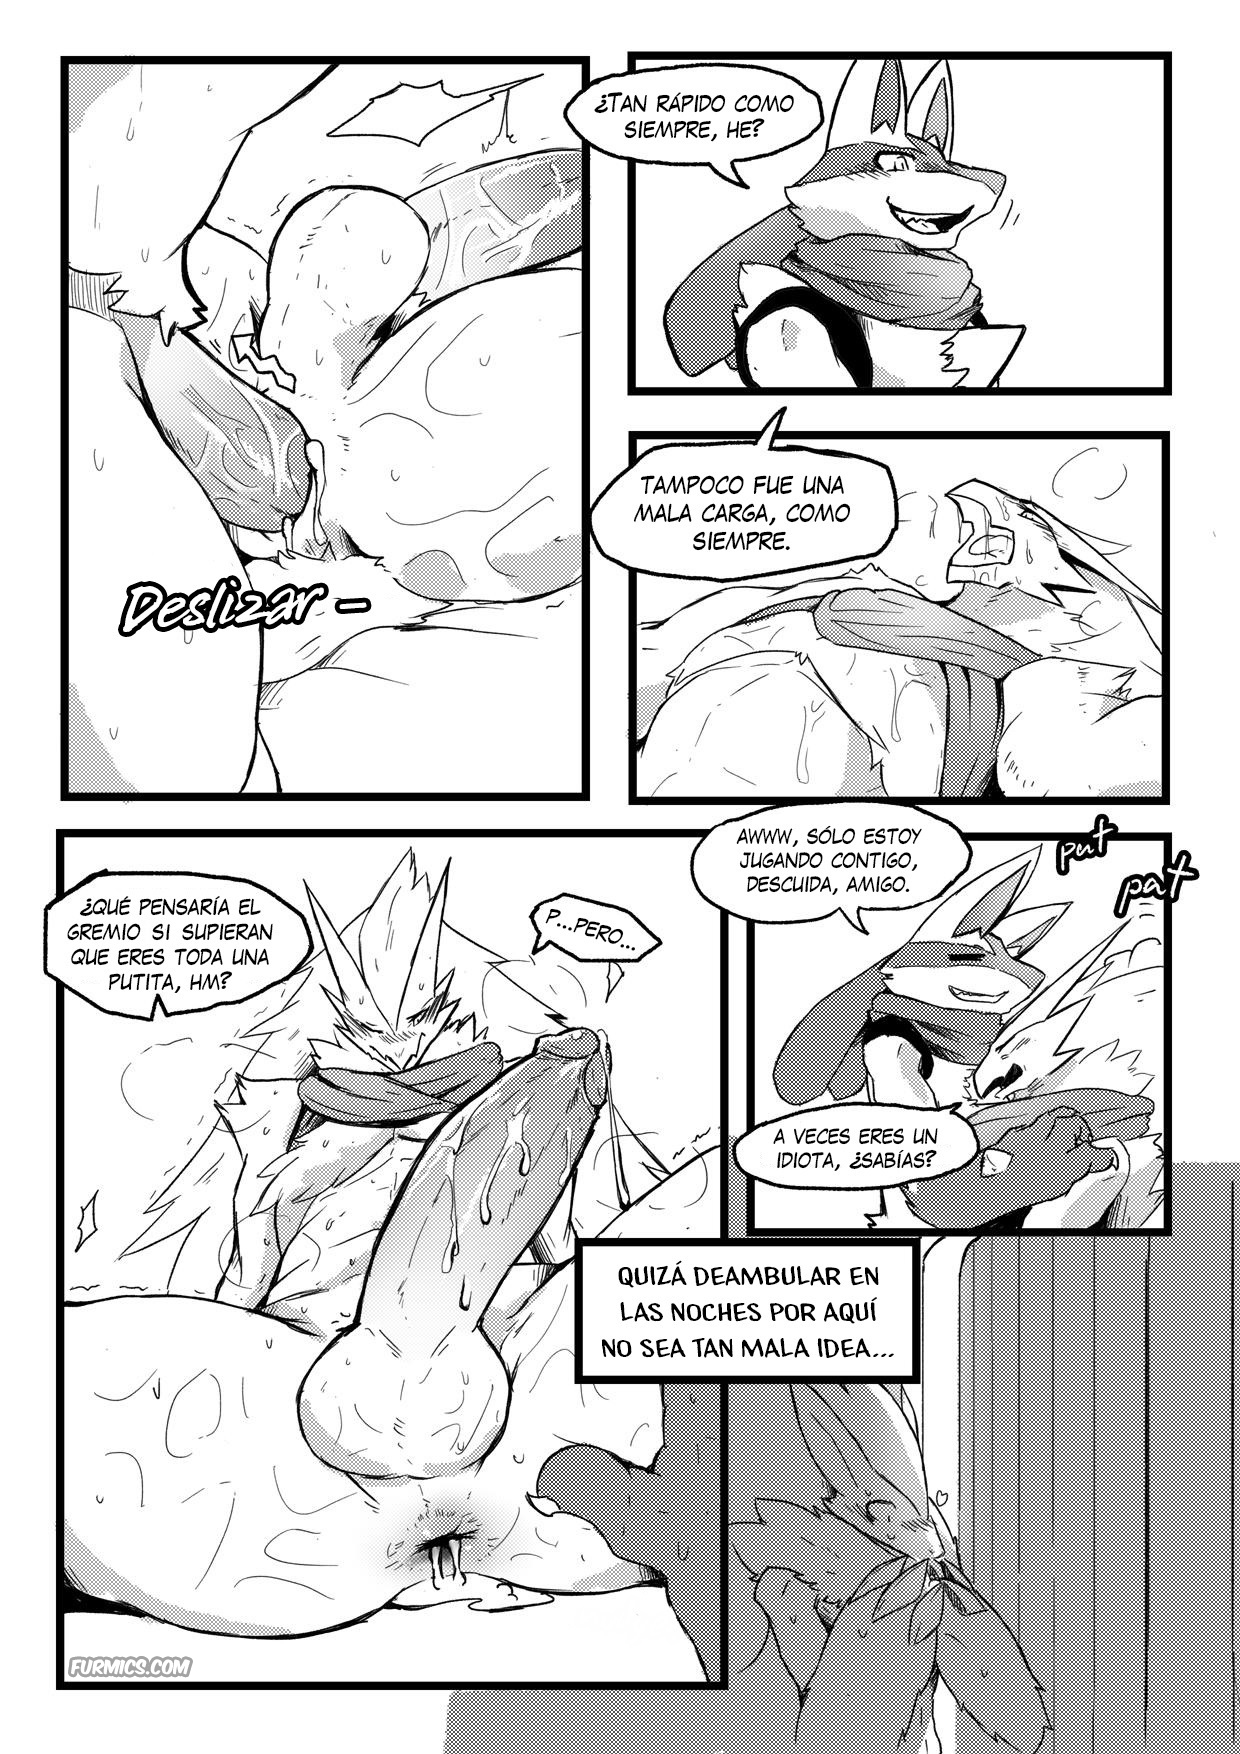 ¿TAN RÁPIDO COMO
SIEMPRE, HE?
TAMPOCO FUE UNA
MALA CARGA, COMO
SIEMPRE.
Deslizar -
¿QUÉ PENSARÍA EL
GREMIO SI SUPIERAN
QUE ERES TODA UNA
PUTITA, HM?
P...PERO...
AWWW, SÓLO ESTOY
JUGANDO CONTIGO,
DESCUIDA, AMIGO.
pat
pat
A VECES ERES UN
IDIOTA, ¿SABÍAS?
QUIZÁ DEAMBULAR EN
LAS NOCHES POR AQUÍ
NO SEA TAN MALA IDEA...
FURMICS.COM